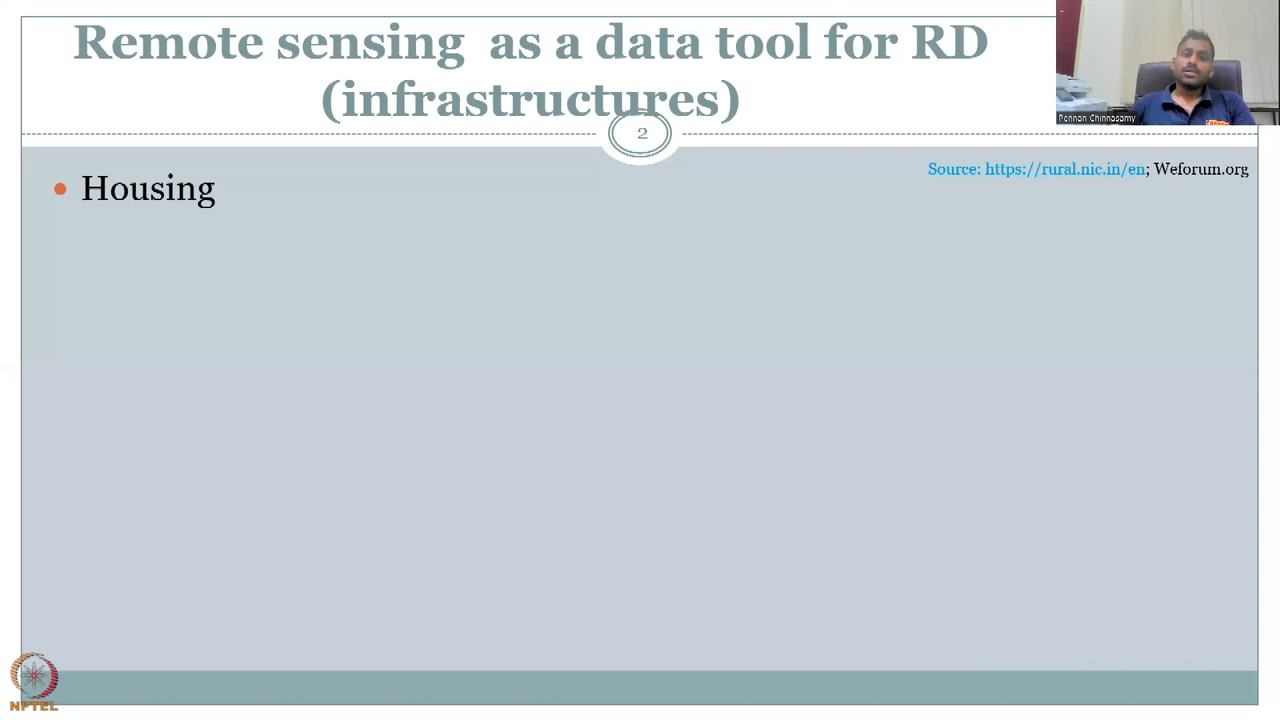 Remote sensing as a data tool for RD
(infrastructures)
Pennan Chinnasamy
2
Source: https://rural.nic.in/en; Weforum.org
Housing
NPTEL